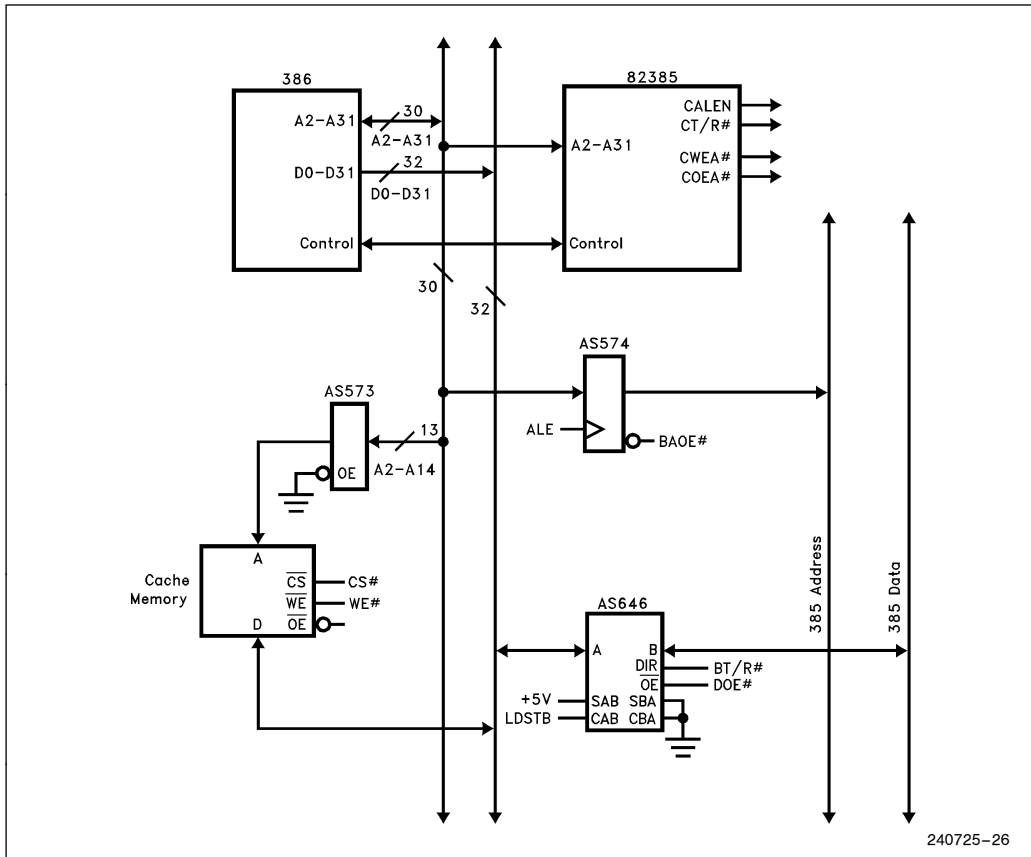 386
82385
A2-A31
30
A2-A31
D0-D31
32
D0-D31
Control
A2-A31
Control
CALEN
CT/R#
CWEA#
COEA#
30
32
AS574
ALE
BAOE#
AS573
13
A2-A14
OE
Cache
Memory
A
D
CS
WE
OE
CS#
WE#
AS646
A
B
DIR
OE
BT/R#
DOE#
+5V
LDSTB
SAB
SBA
CAB
CBA
385 Address
385 Data
240725-26